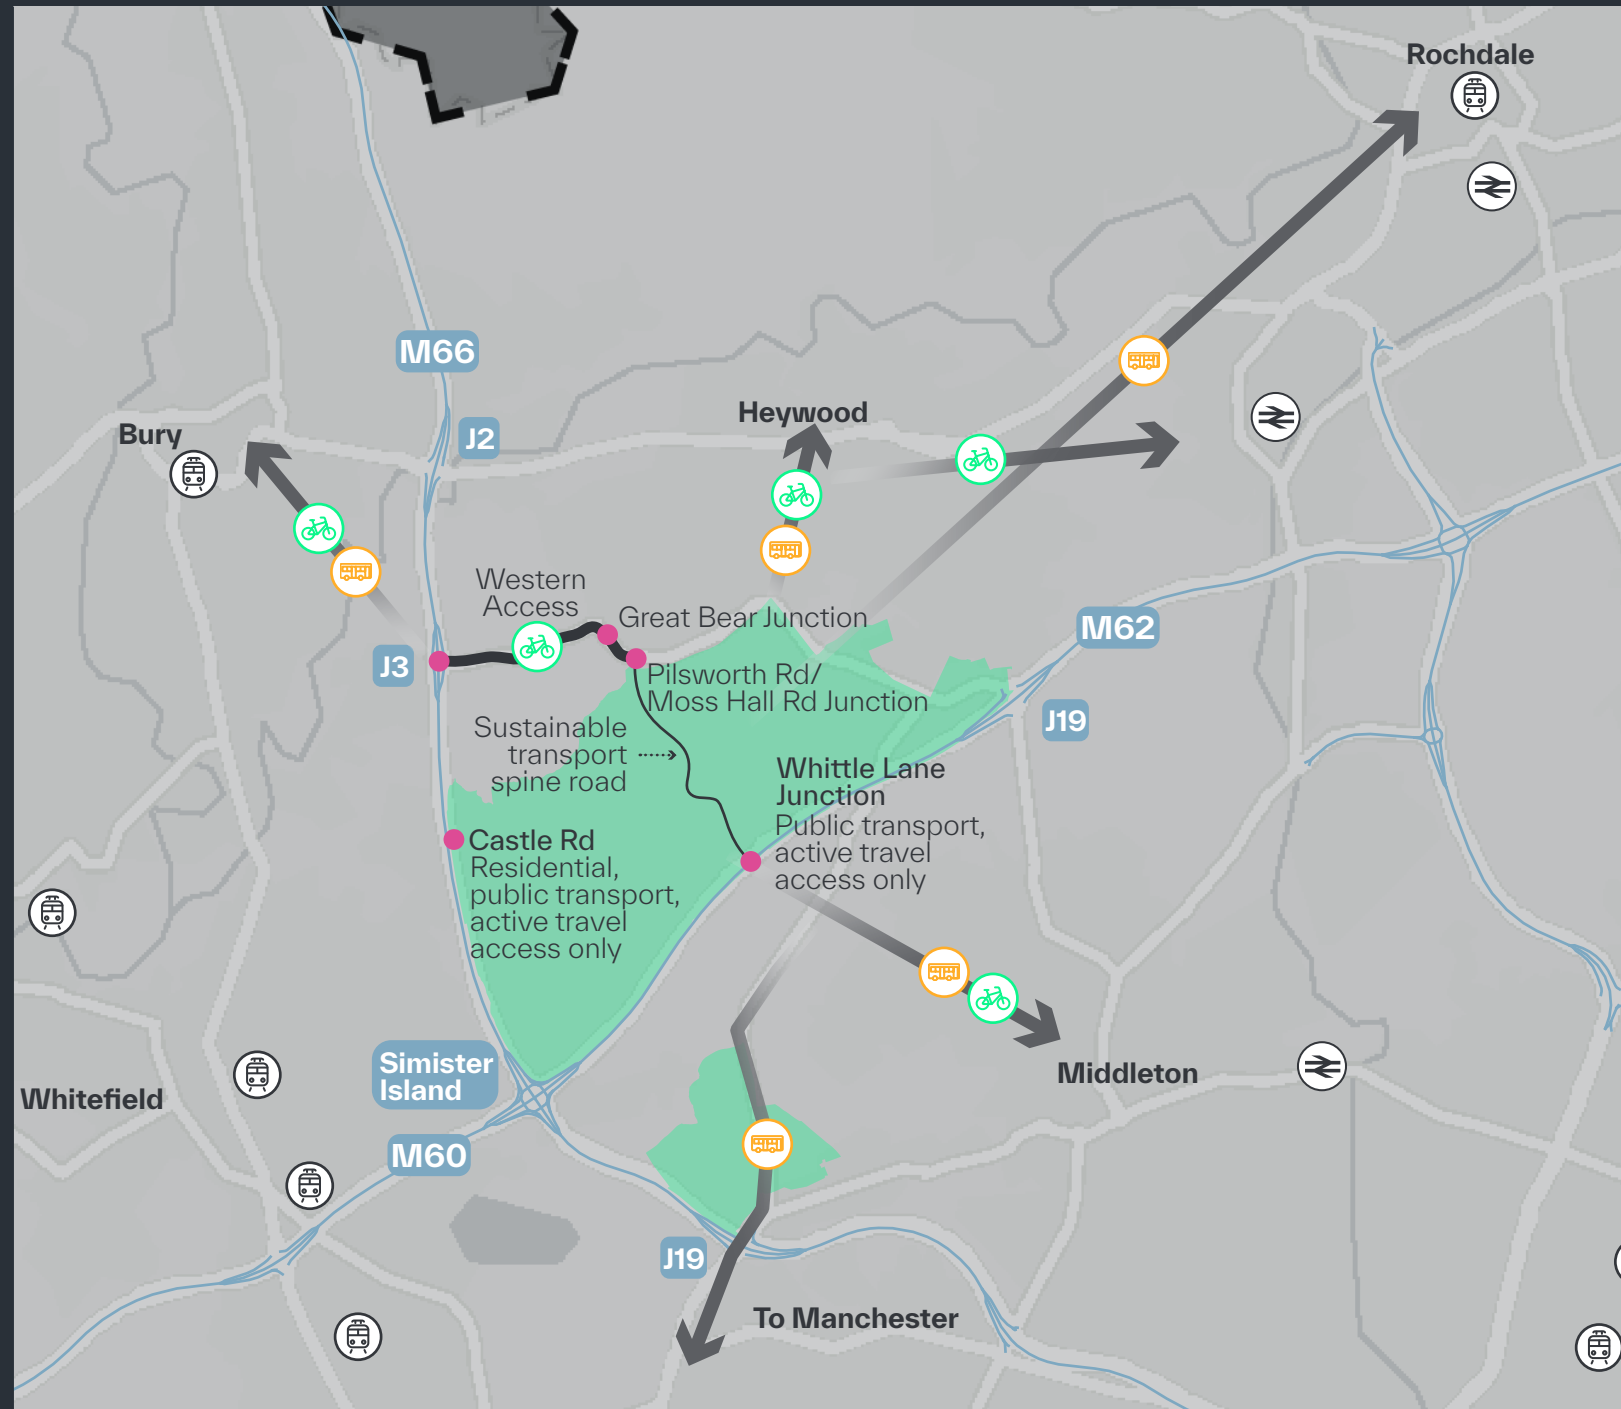 Rochdale
M66
Heywood
Bury
J2
Western
Access
Great Bear Junction
M62
J3
Pilsworth Rd/
Moss Hall Rd Junction
J19
Sustainable
transport
spine road
Whittle Lane
Junction
Public transport,
active travel
access only
Castle Rd
Residential,
public transport,
active travel
access only
Simister
Island
Middleton
Whitefield
M60
J19
To Manchester